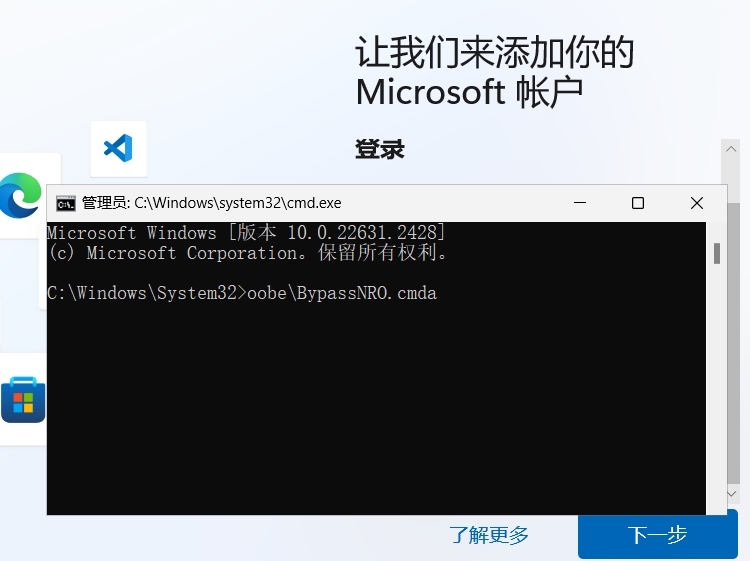 让我们来添加你的
Microsoft 帐户
登录
管理员: C:\Windows\system32\cmd.exe
Microsoft Windows [版本 10.0.22631.2428]
(c) Microsoft Corporation。保留所有权利。
C:\Windows\System32>oobe\BypassNRO.cmda
了解更多
下一步